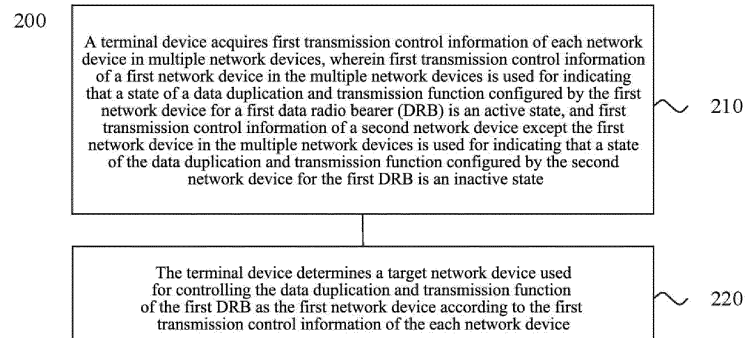 200
A terminal device acquires first transmission control information of each network
device in multiple network devices, wherein first transmission control information
of a first network device in the multiple network devices is used for indicating
that a state of a data duplication and transmission function configured by the first
network device for a first data radio bearer (DRB) is an active state, and first
transmission control information of a second network device except the first
network device in the multiple network devices is used for indicating that a state
of the data duplication and transmission function configured by the second
network device for the first DRB is an inactive state
210
The terminal device determines a target network device used
for controlling the data duplication and transmission function
of the first DRB as the first network device according to the first
transmission control information of the each network device
220